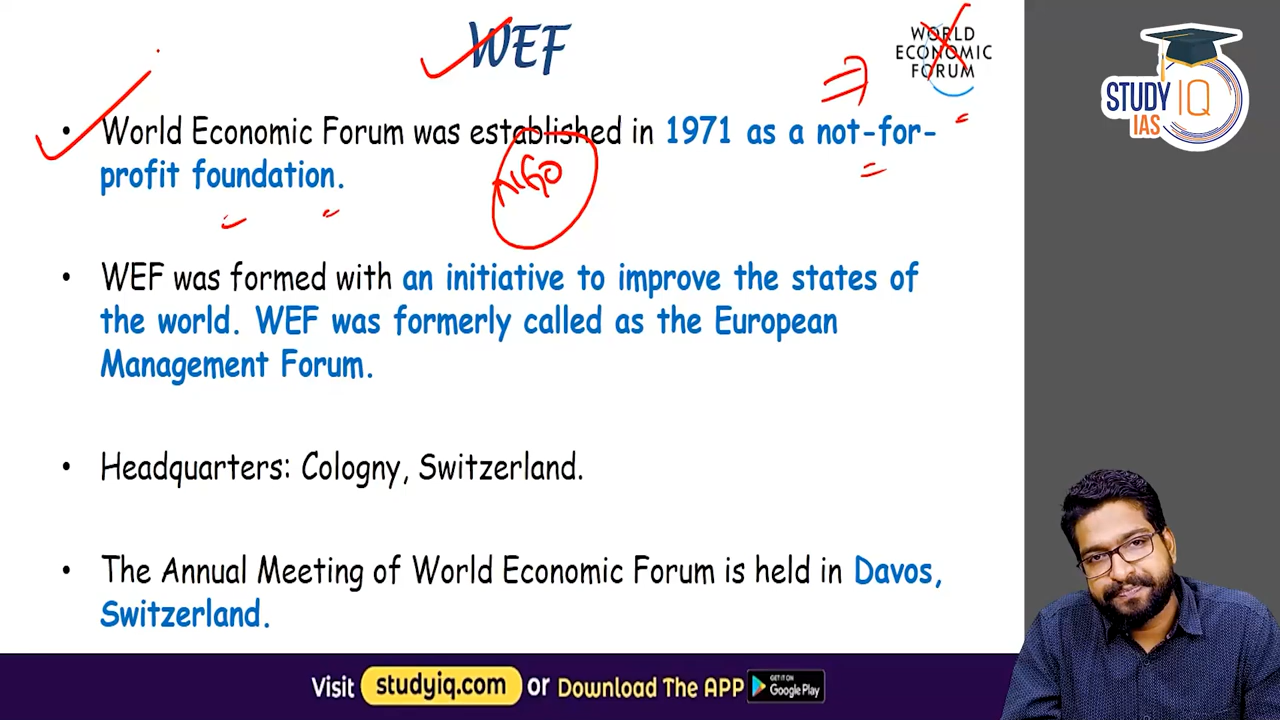 WEF
WORLD
ECONOMIC
FORUM
STUDY IQ
IAS
• World Economic Forum was established in 1971 as a not-for-
profit foundation.
NGO
• WEF was formed with an initiative to improve the states of
the world. WEF was formerly called as the European
Management Forum.
• Headquarters: Cologny, Switzerland.
• The Annual Meeting of World Economic Forum is held in Davos,
Switzerland.
Visit studyiq.com or Download The APP GET IT ON Google Play